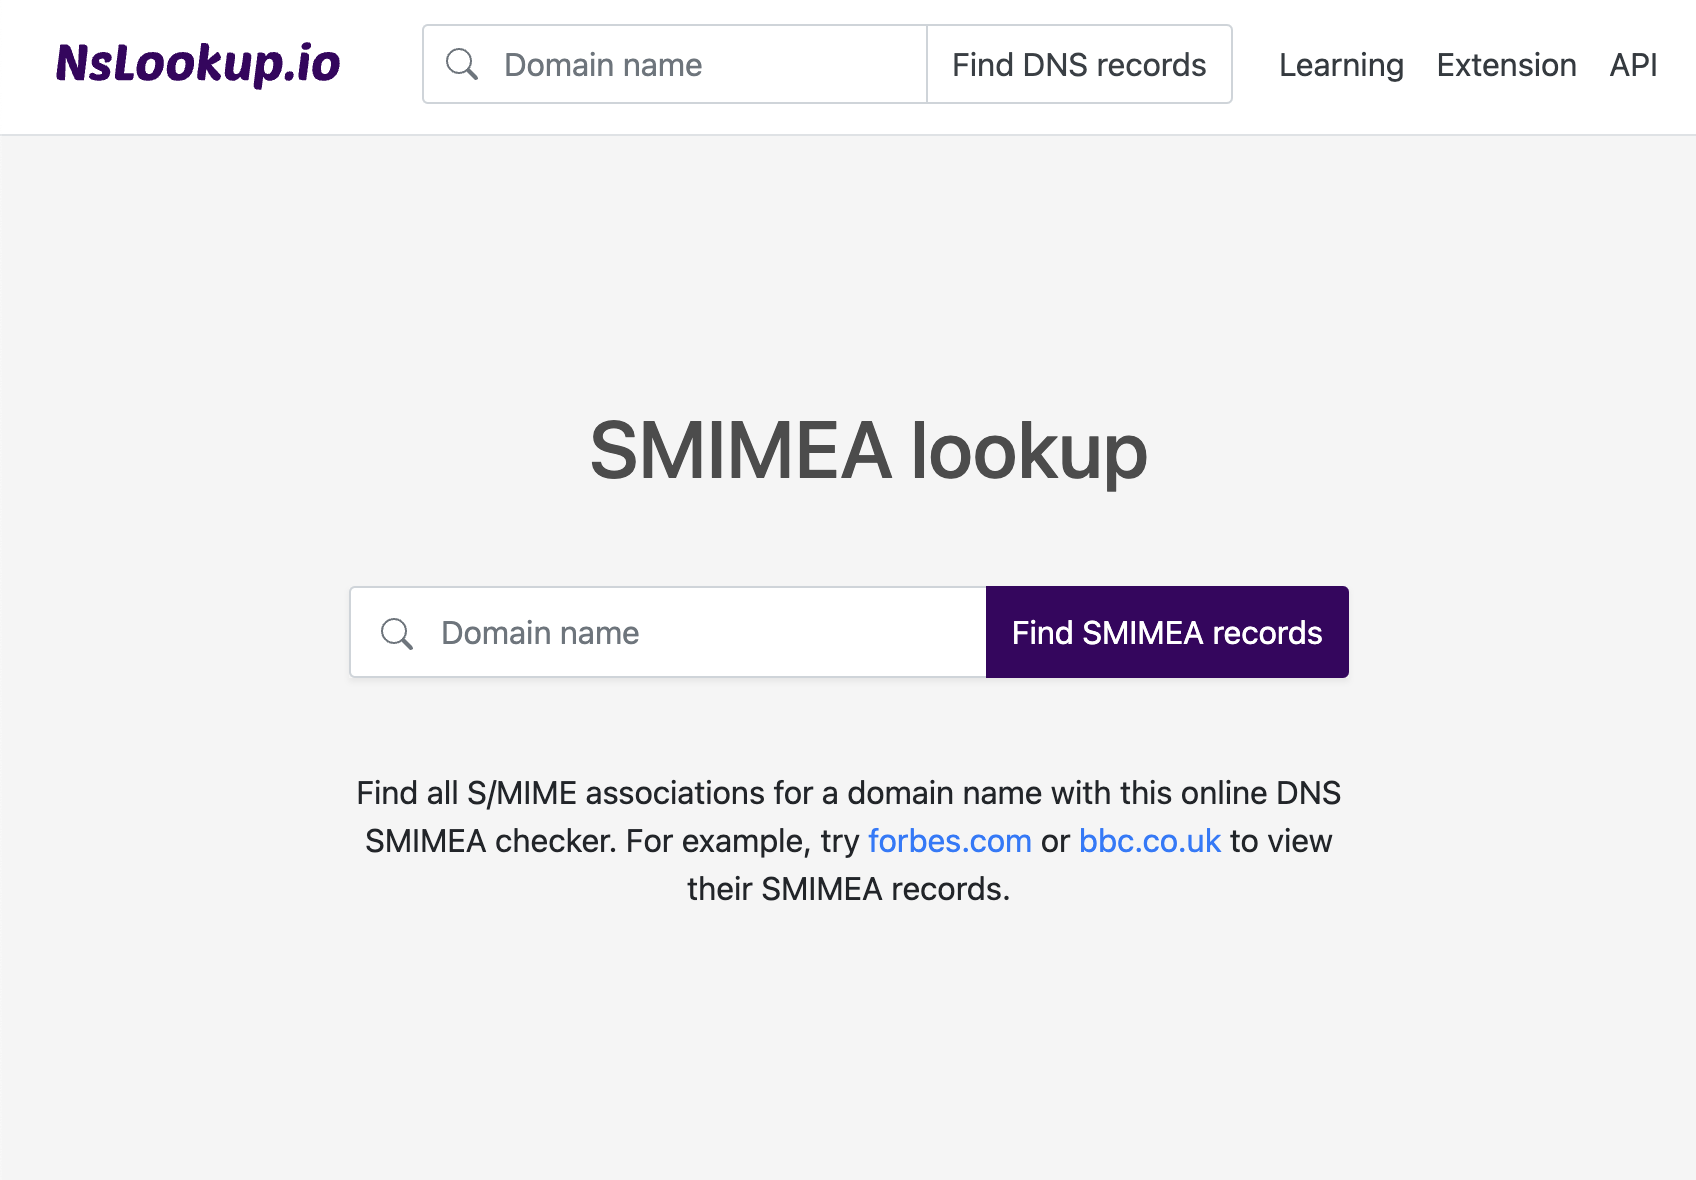 NsLookup.io
Domain name
Find DNS records
Learning
Extension
API
SMIMEA lookup
Domain name
Find SMIMEA records
Find all S/MIME associations for a domain name with this online DNS
SMIMEA checker. For example, try forbes.com or bbc.co.uk to view
their SMIMEA records.